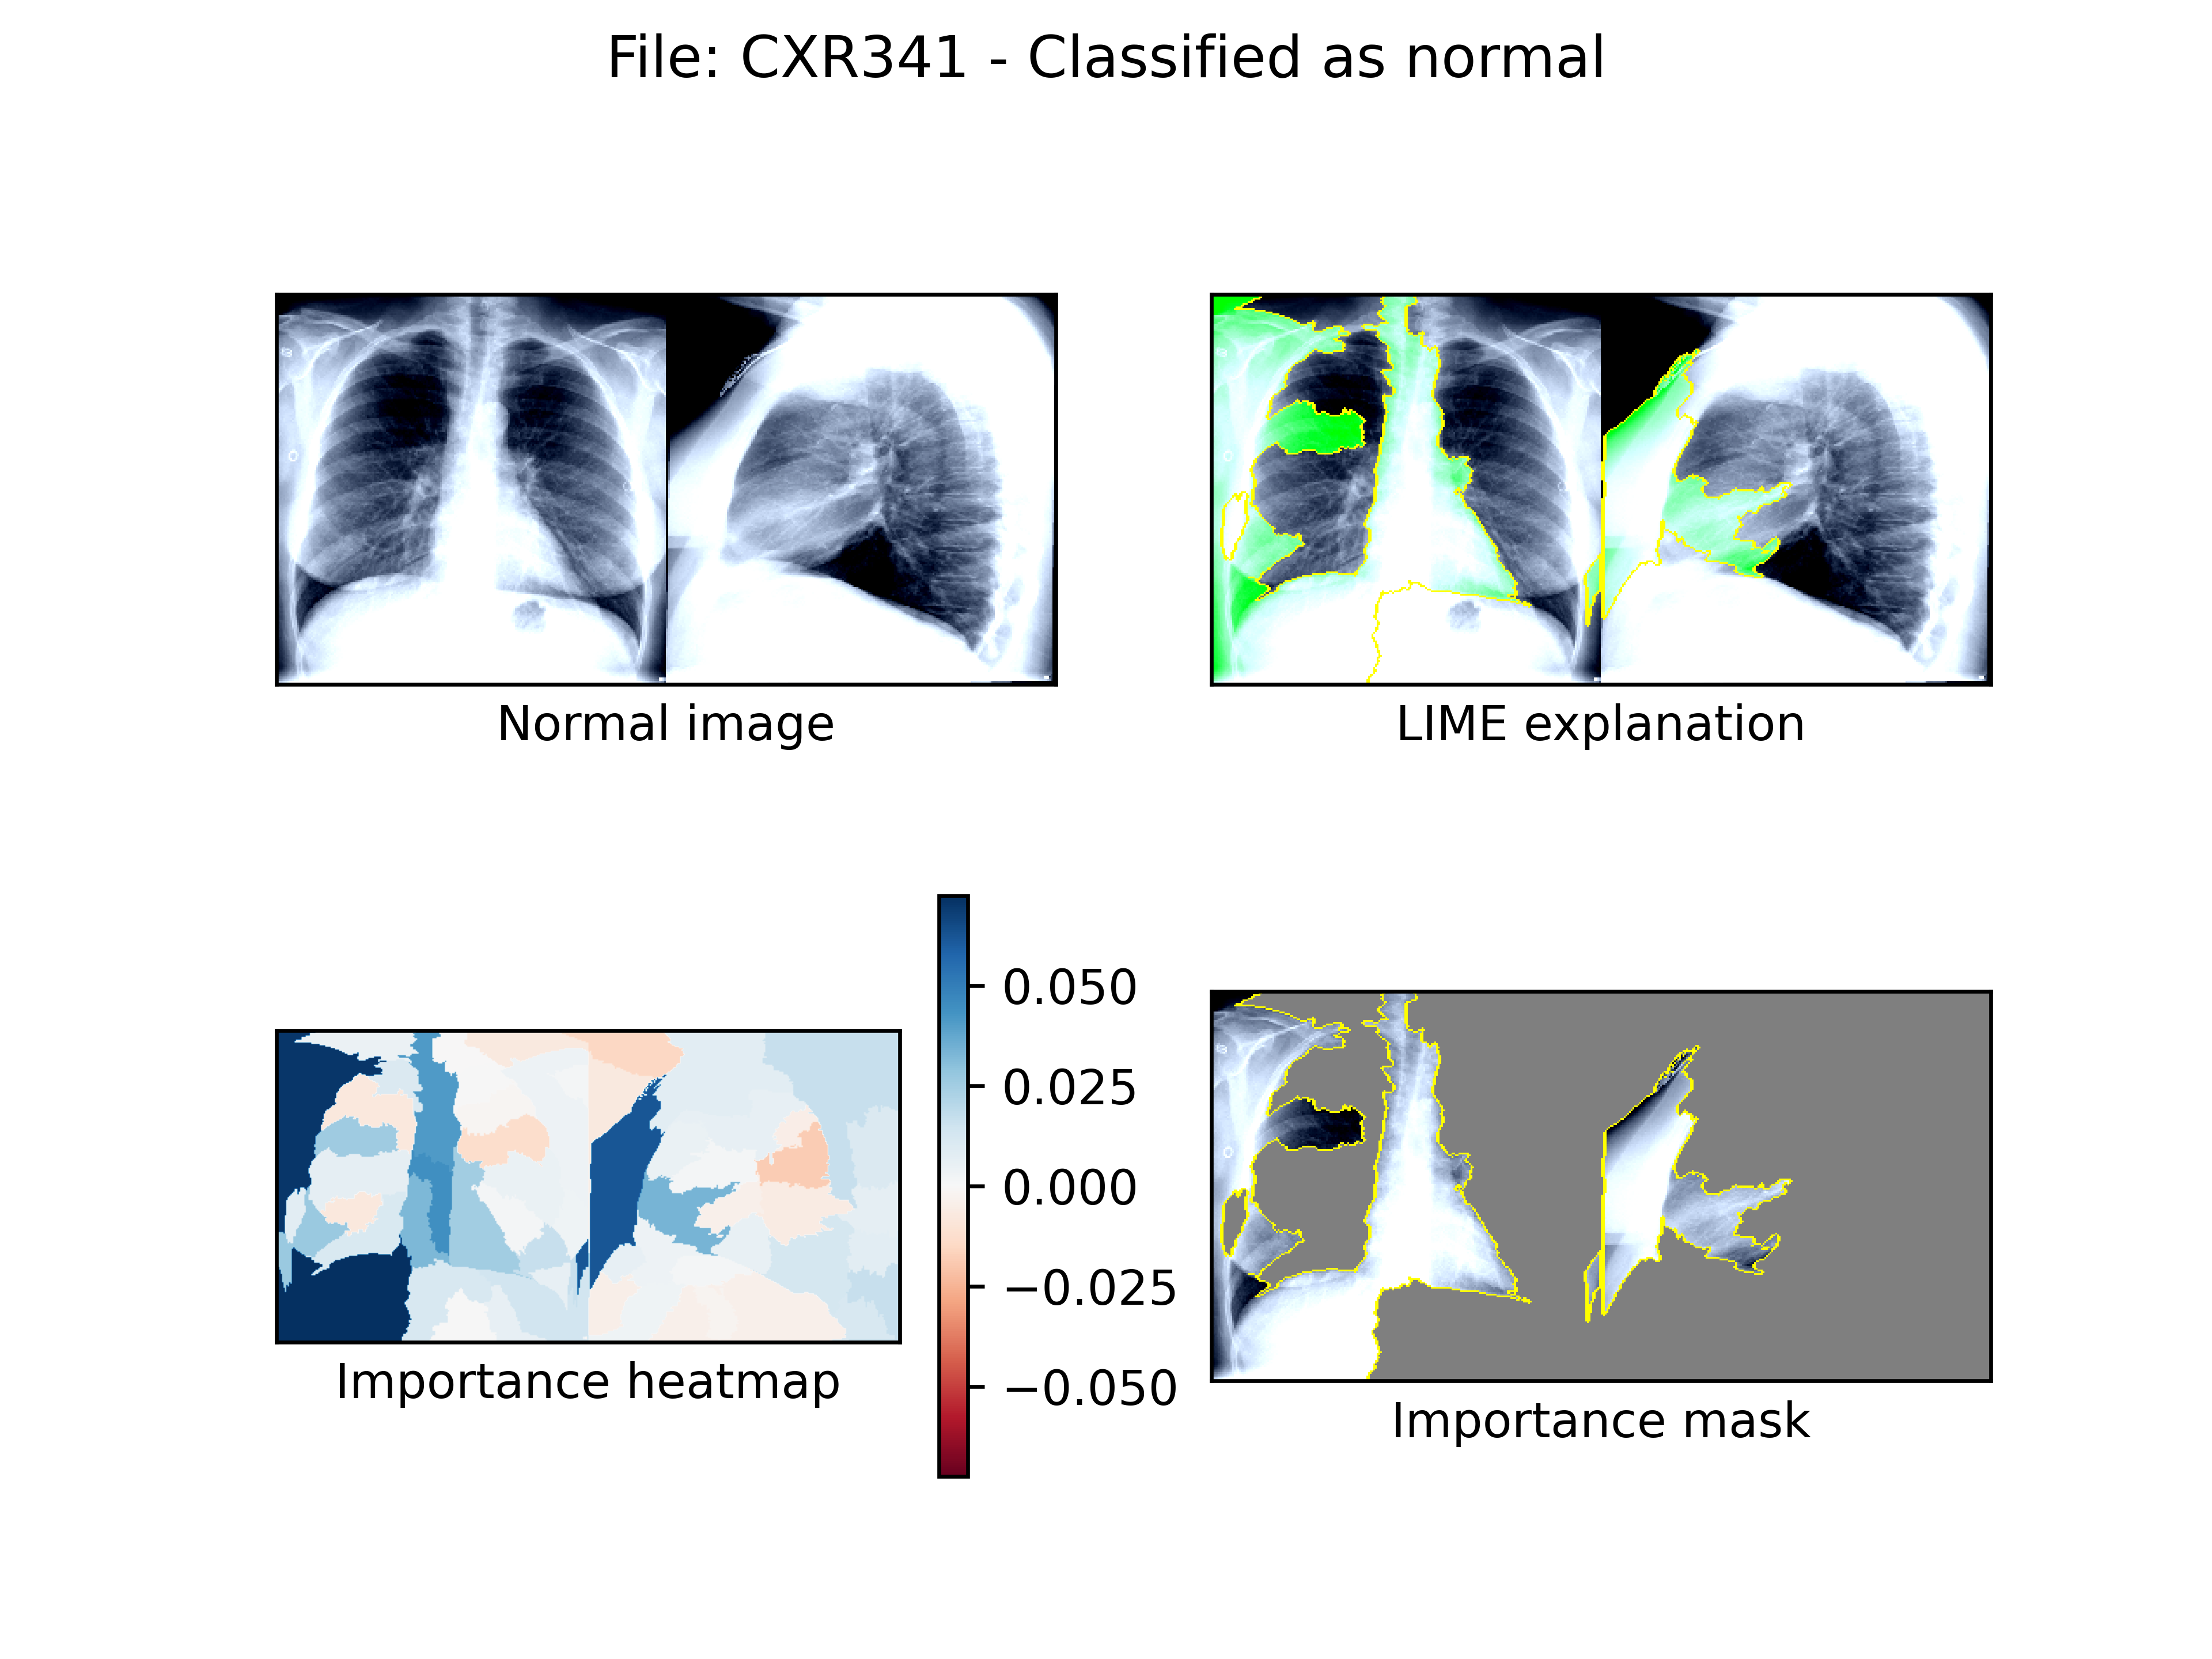 File: CXR341 - Classified as normal
Normal image
LIME explanation
0.050
0.025
0.000
−0.025
−0.050
Importance heatmap
Importance mask